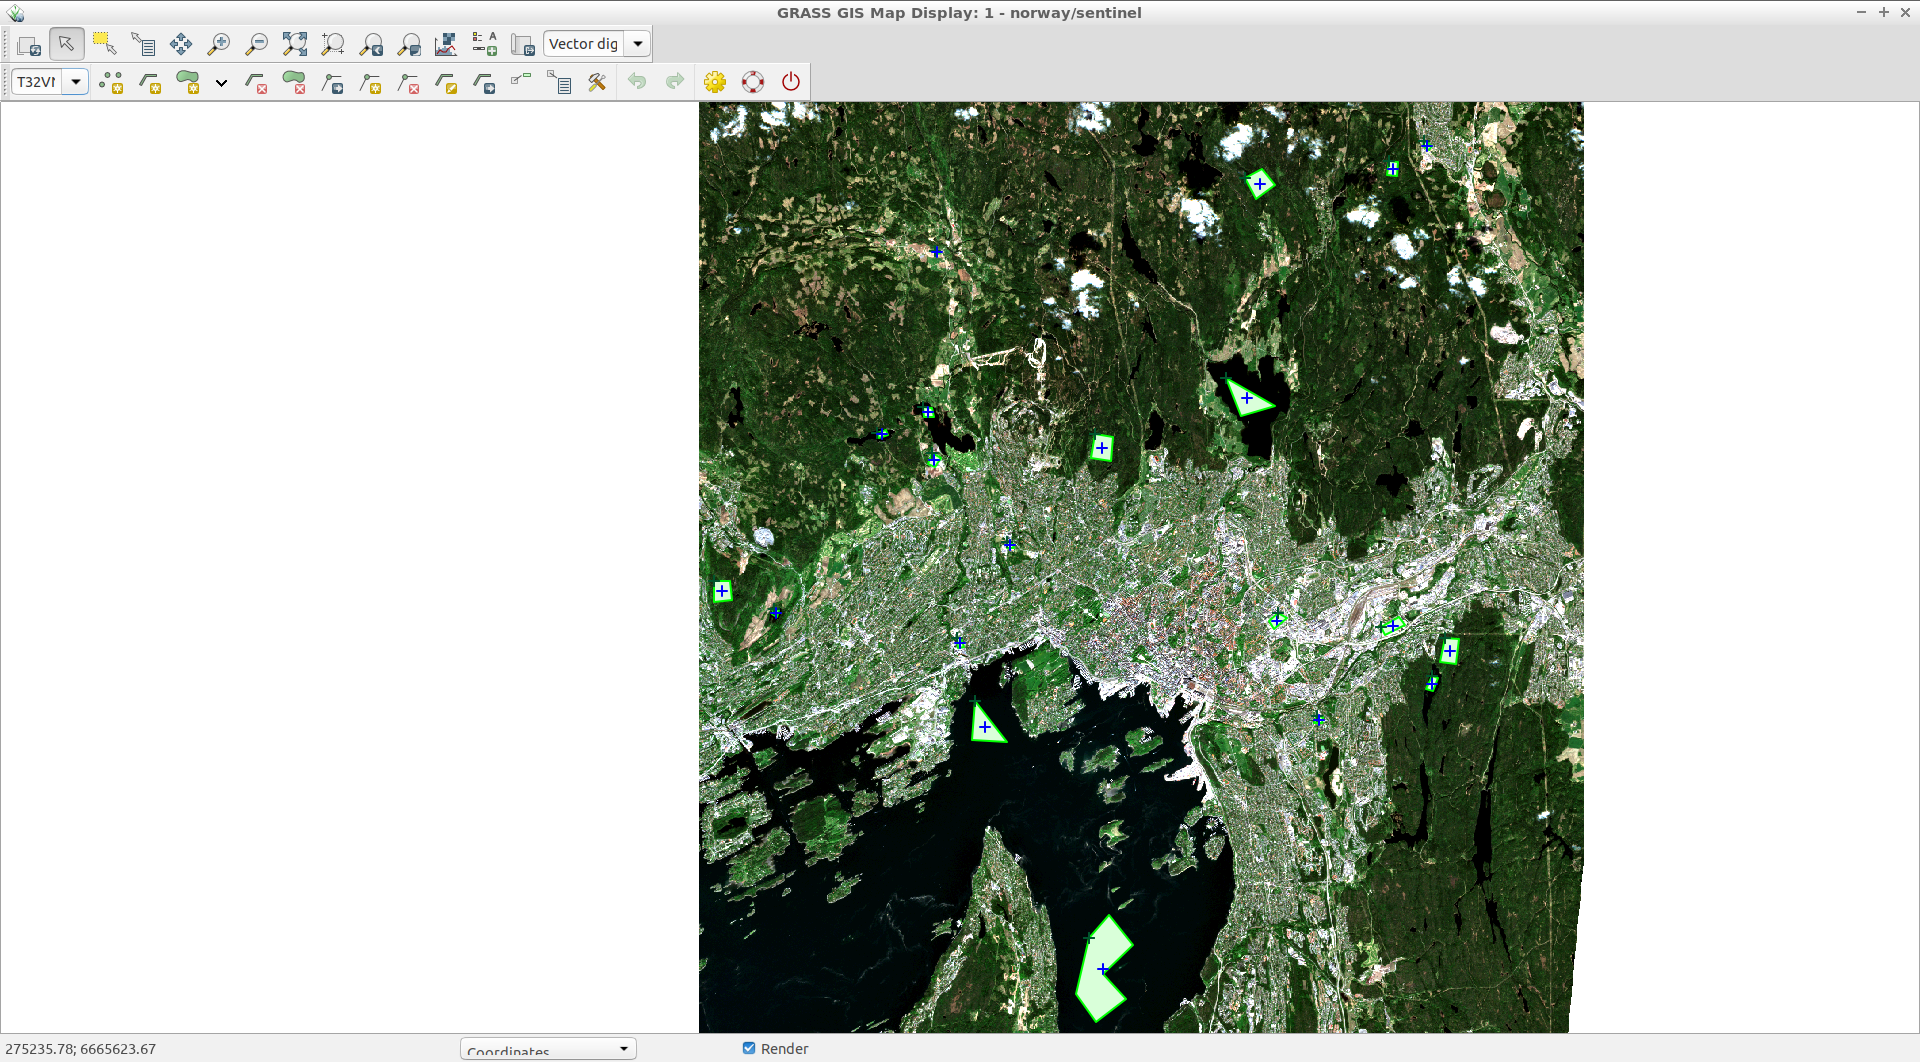 GRASS GIS Map Display: 1 - norway/sentinel
A
Vector dig
T32VI
275235.78; 6665623.67
Coordinates
Render